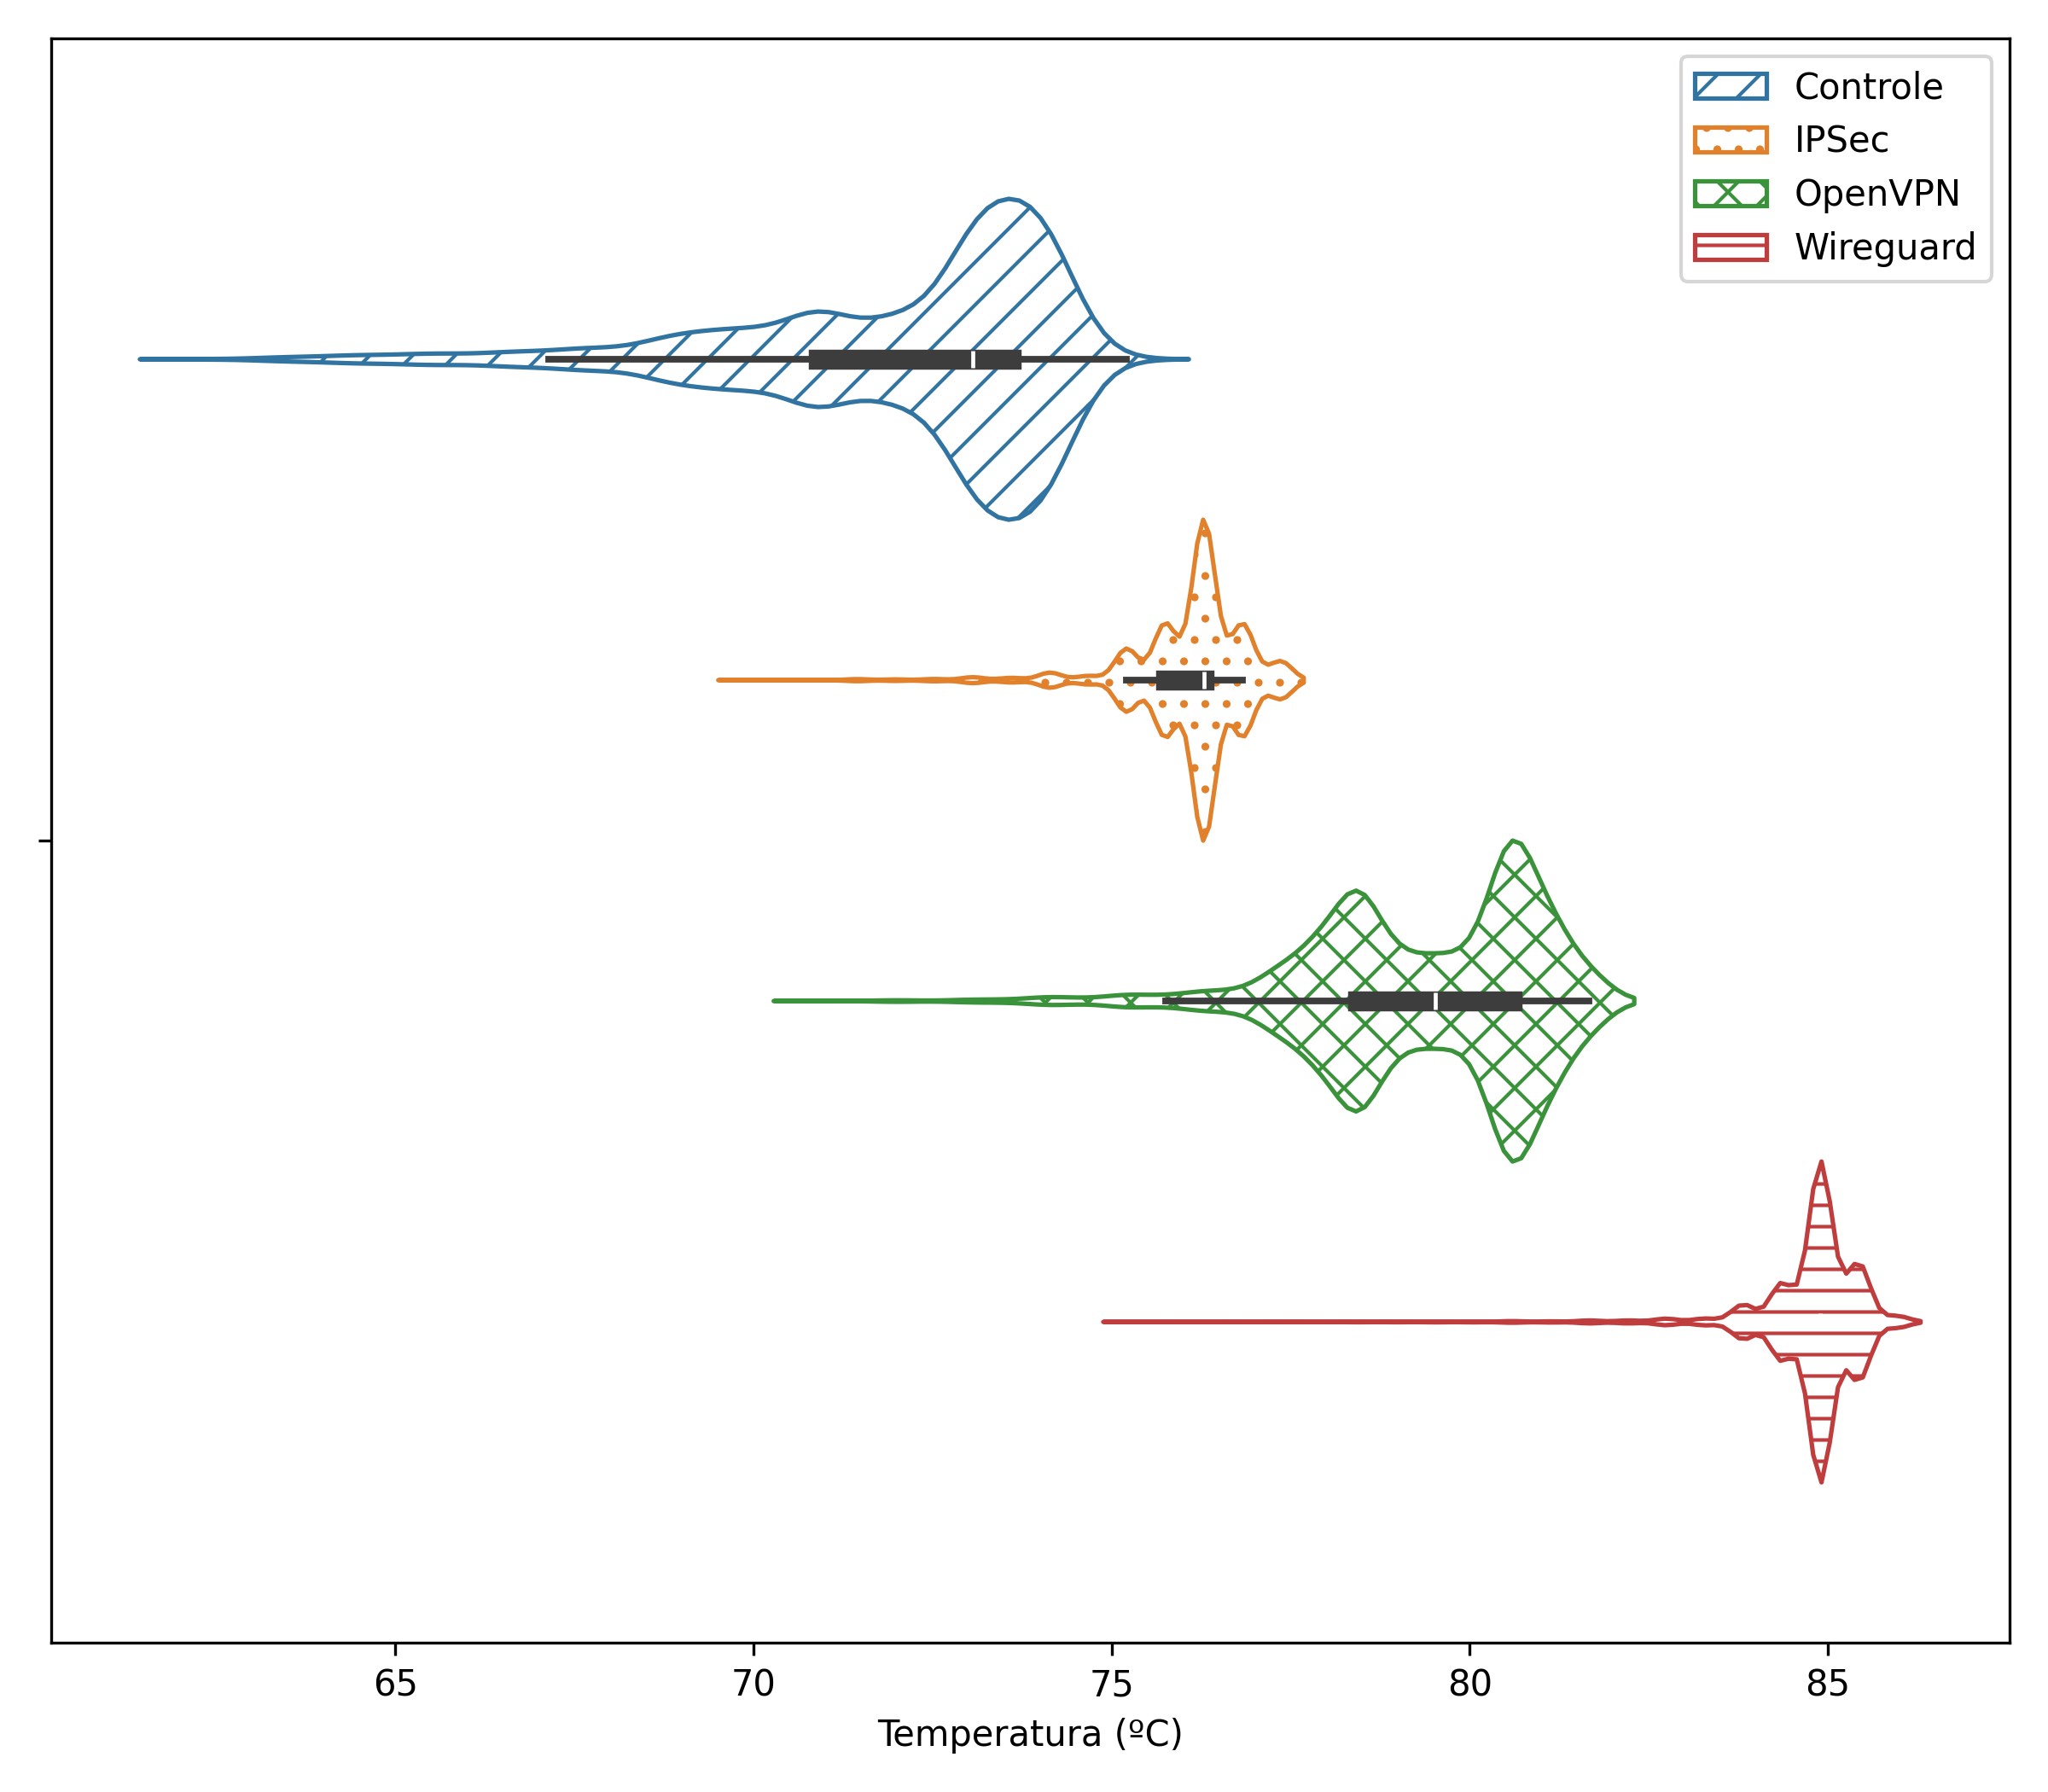 Controle
IPSec
OpenVPN
Wireguard
65 70 75 80 85
Temperatura (ºC)